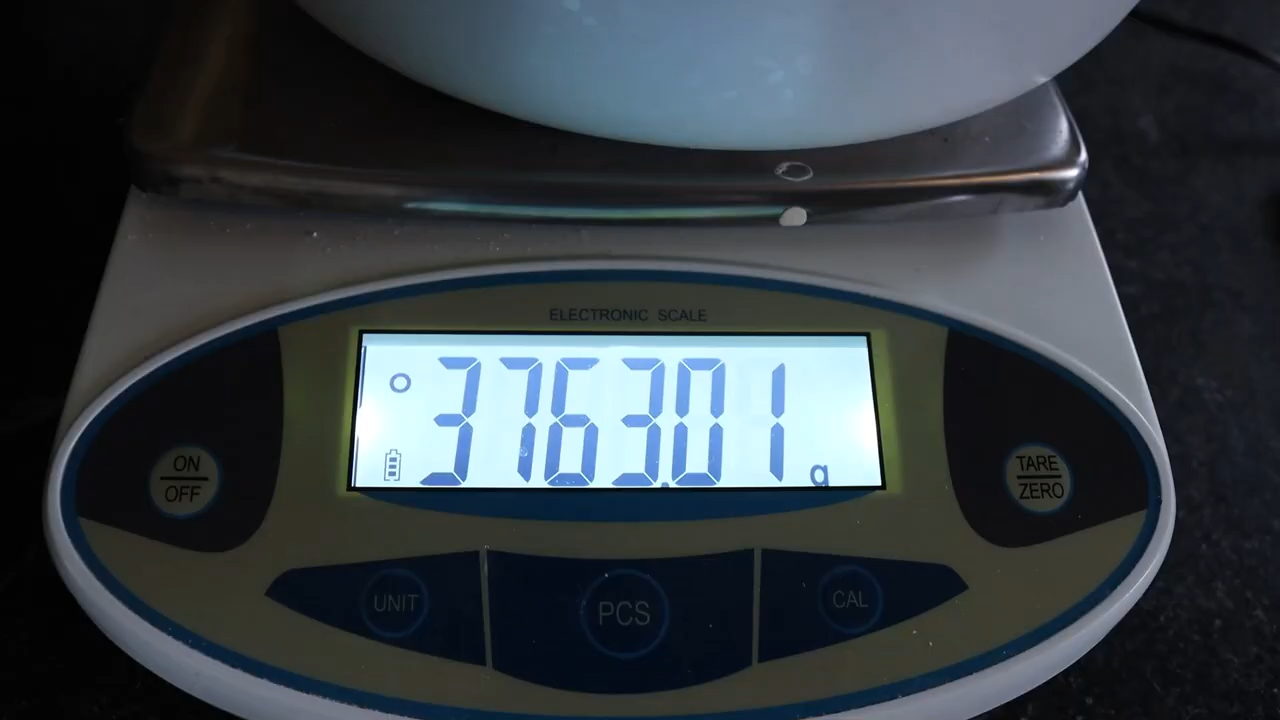 ELECTRONIC SCALE
3763.01 g
ON
OFF
TARE
ZERO
UNIT
PCS
CAL